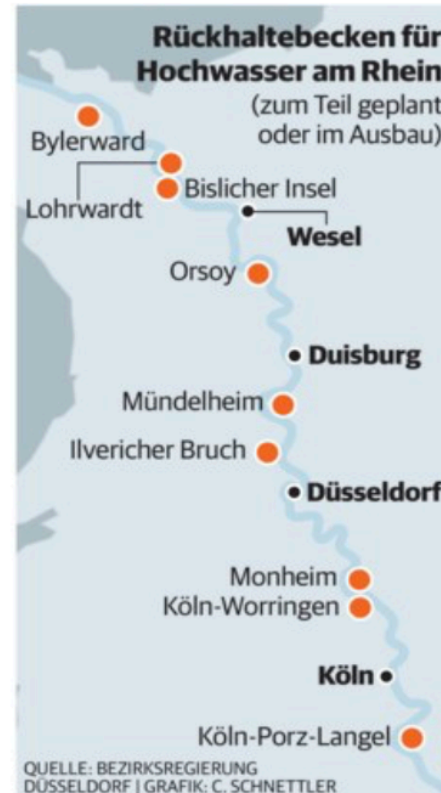 Rückhaltebecken für
Hochwasser am Rhein
(zum Teil geplant
oder im Ausbau)
Bylerward
Lohrwardt
Bislicher Insel
Wesel
Orsoy
Duisburg
Mündelheim
Ilvericher Bruch
Düsseldorf
Monheim
Köln-Worringen
Köln
Köln-Porz-Langel
QUELLE: BEZIRKSREGIERUNG
DÜSSELDORF | GRAFIK: C. SCHNETTLER